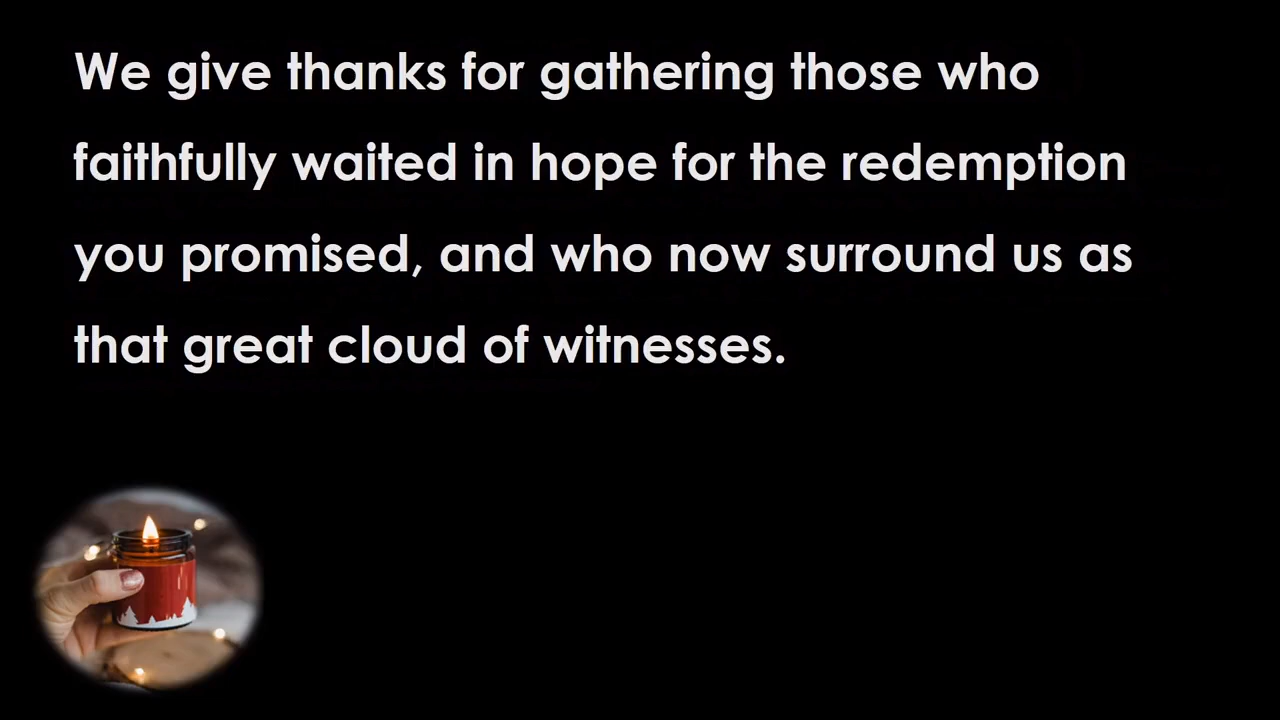 We give thanks for gathering those who
faithfully waited in hope for the redemption
you promised, and who now surround us as
that great cloud of witnesses.